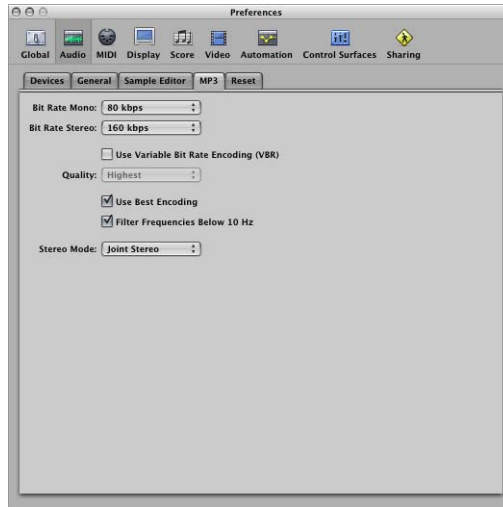 Preferences
Global Audio MIDI Display Score Video Automation Control Surfaces Sharing
Devices General Sample Editor MP3 Reset
Bit Rate Mono: 80 kbps
Bit Rate Stereo: 160 kbps
Use Variable Bit Rate Encoding (VBR)
Quality: Highest
Use Best Encoding
Filter Frequencies Below 10 Hz
Stereo Mode: Joint Stereo